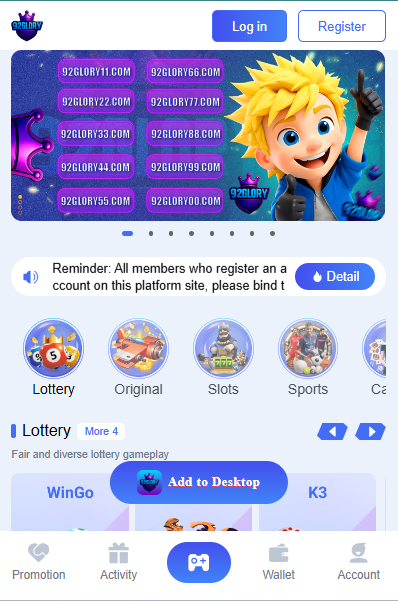 92GLORY
Log in
Register
92GLORY11.COM
92GLORY66.COM
92GLORY22.COM
92GLORY77.COM
92GLORY33.COM
92GLORY88.COM
92GLORY44.COM
92GLORY99.COM
92GLORY55.COM
92GLORY00.COM
92GLORY
Reminder: All members who register an a
ccount on this platform site, please bind t
Detail
Lottery
Original
Slots
Sports
Ca
Lottery
More 4
Fair and diverse lottery gameplay
WinGo
Add to Desktop
K3
Promotion
Activity
Wallet
Account